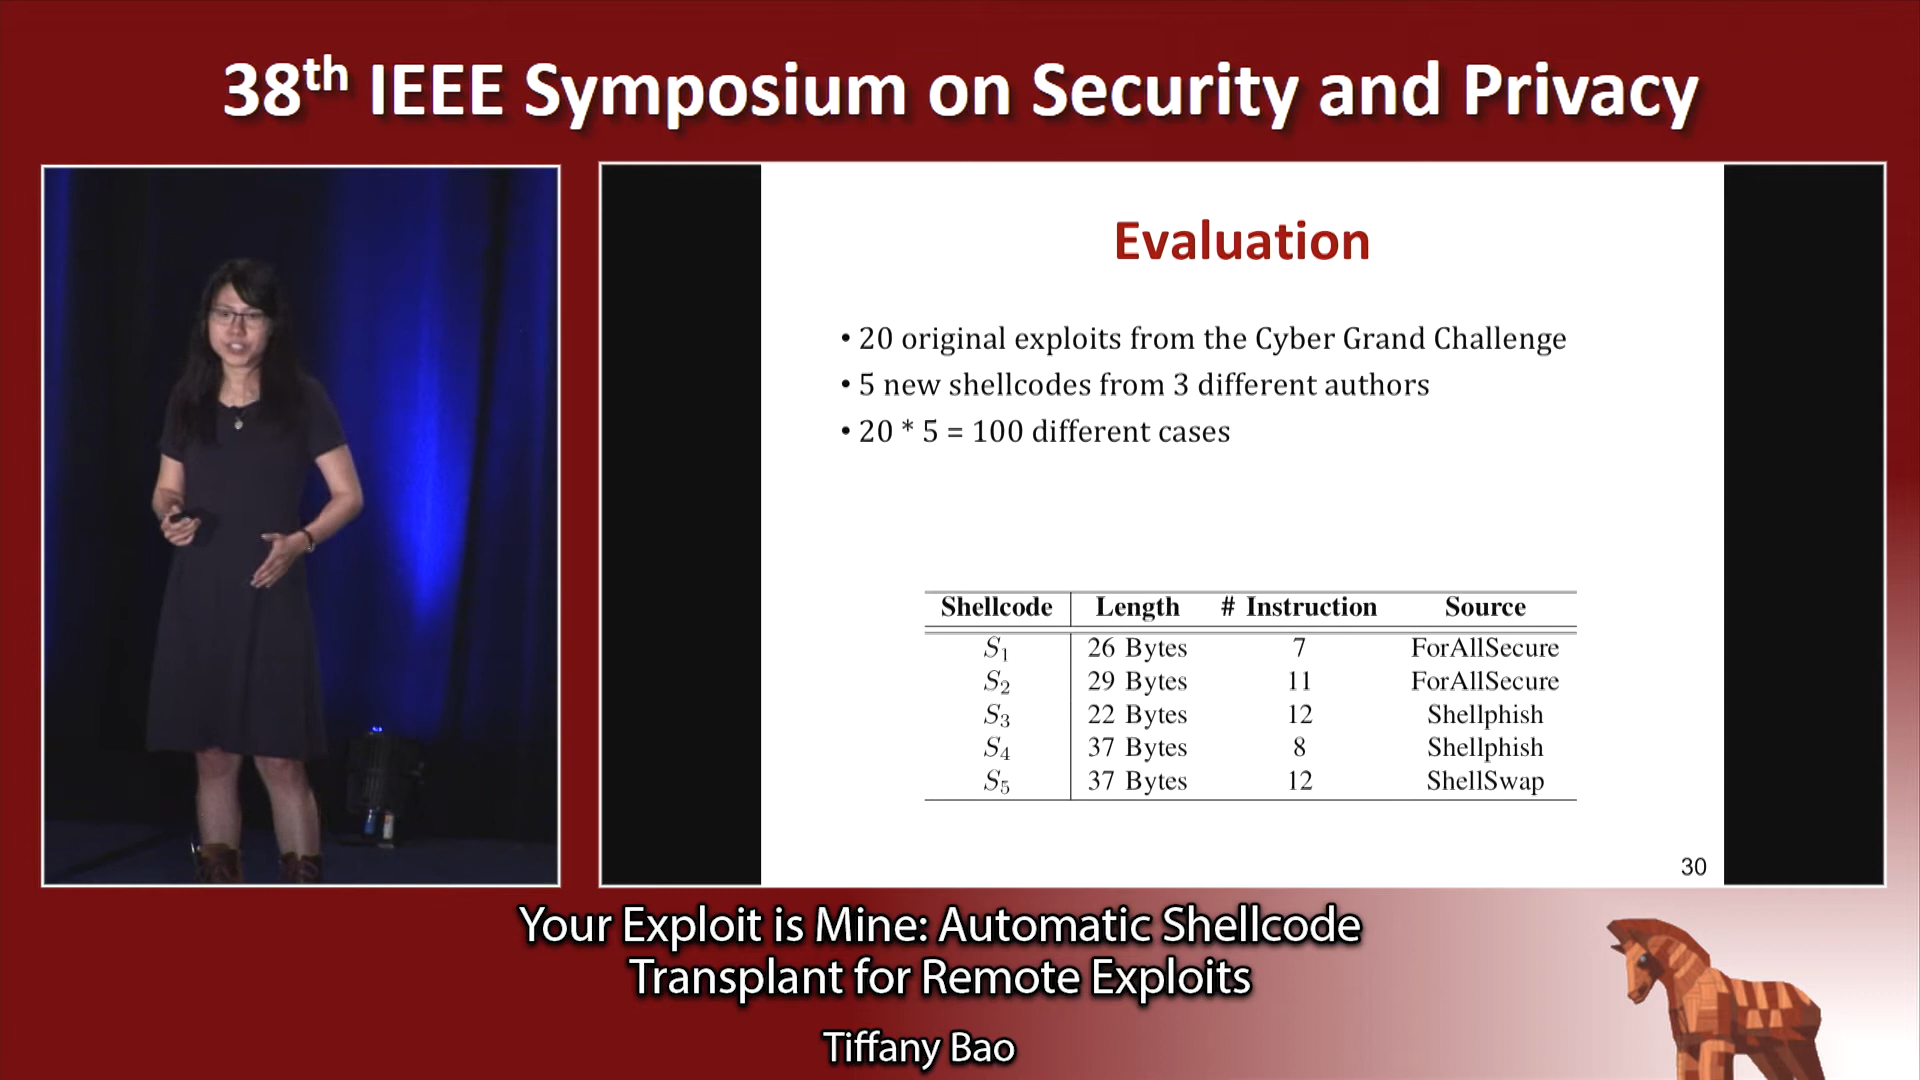 38th IEEE Symposium on Security and Privacy
Evaluation
• 20 original exploits from the Cyber Grand Challenge
• 5 new shellcodes from 3 different authors
• 20 * 5 = 100 different cases
Shellcode Length # Instruction Source
S1 26 Bytes 7 ForAllSecure
S2 29 Bytes 11 ForAllSecure
S3 22 Bytes 12 Shellphish
S4 37 Bytes 8 Shellphish
S5 37 Bytes 12 ShellSwap
30
Your Exploit is Mine: Automatic Shellcode
Transplant for Remote Exploits
Tiffany Bao